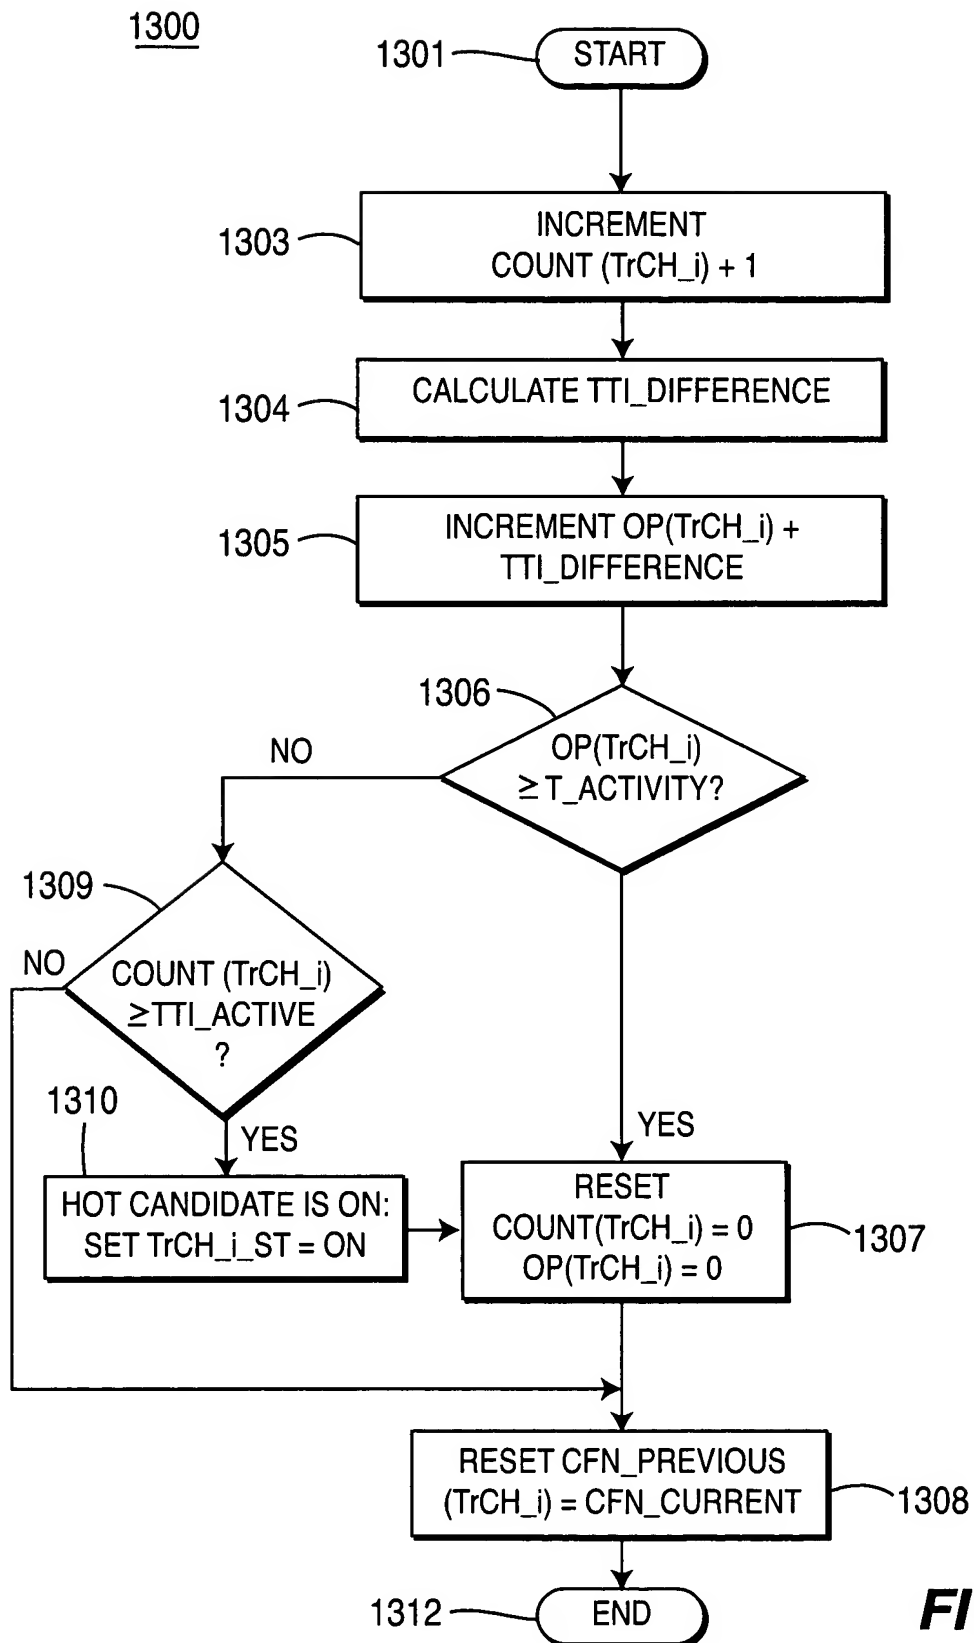 1300
1301
START
1303
INCREMENT
COUNT (TrCH_i) + 1
1304
CALCULATE TTI_DIFFERENCE
1305
INCREMENT OP(TrCH_i) +
TTI_DIFFERENCE
1306
OP(TrCH_i)
≥ T_ACTIVITY?
NO
1309
NO
COUNT (TrCH_i)
≥TTI_ACTIVE
?
1310
YES
YES
HOT CANDIDATE IS ON:
SET TrCH_i_ST = ON
RESET
COUNT(TrCH_i) = 0
OP(TrCH_i) = 0
1307
RESET CFN_PREVIOUS
(TrCH_i) = CFN_CURRENT
1308
1312
END
FI